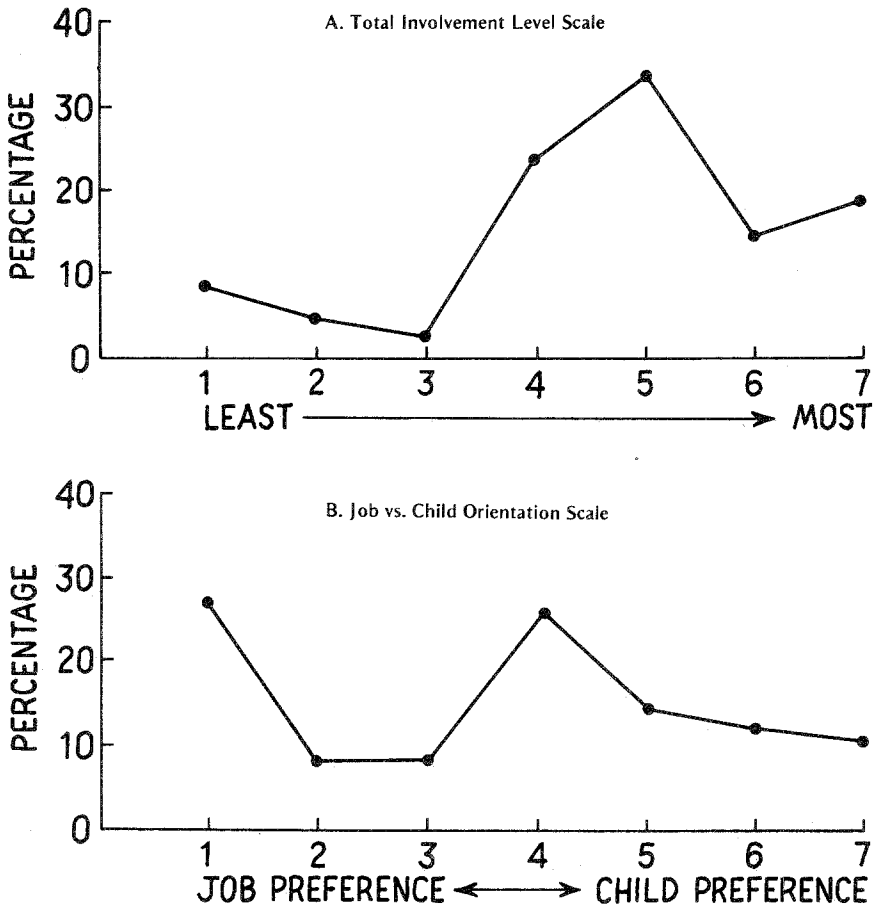 A. Total Involvement Level Scale
PERCENTAGE
40
30
20
10
0
1 2 3 4 5 6 7
LEAST MOST
B. Job vs. Child Orientation Scale
PERCENTAGE
40
30
20
10
0
1 2 3 4 5 6 7
JOB PREFERENCE CHILD PREFERENCE